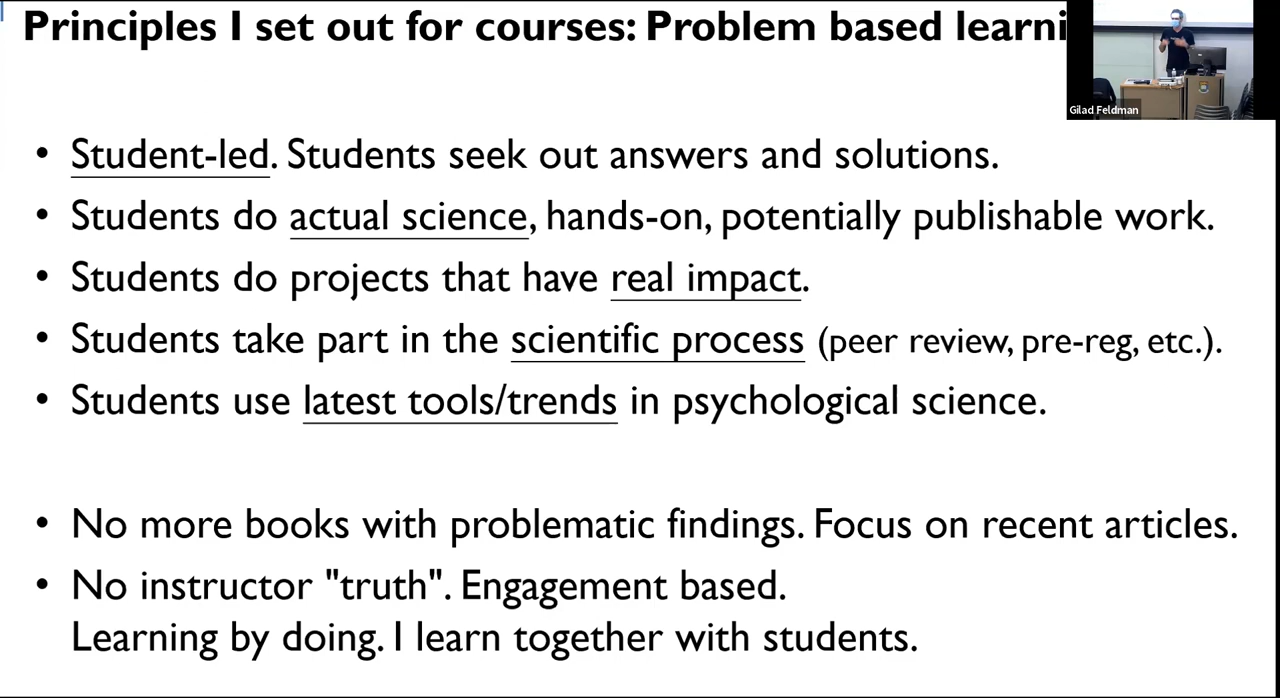 Principles I set out for courses: Problem based learni
Gilad Feldman
• Student-led. Students seek out answers and solutions.
• Students do actual science, hands-on, potentially publishable work.
• Students do projects that have real impact.
• Students take part in the scientific process (peer review, pre-reg, etc.).
• Students use latest tools/trends in psychological science.
• No more books with problematic findings. Focus on recent articles.
• No instructor "truth". Engagement based.
Learning by doing. I learn together with students.